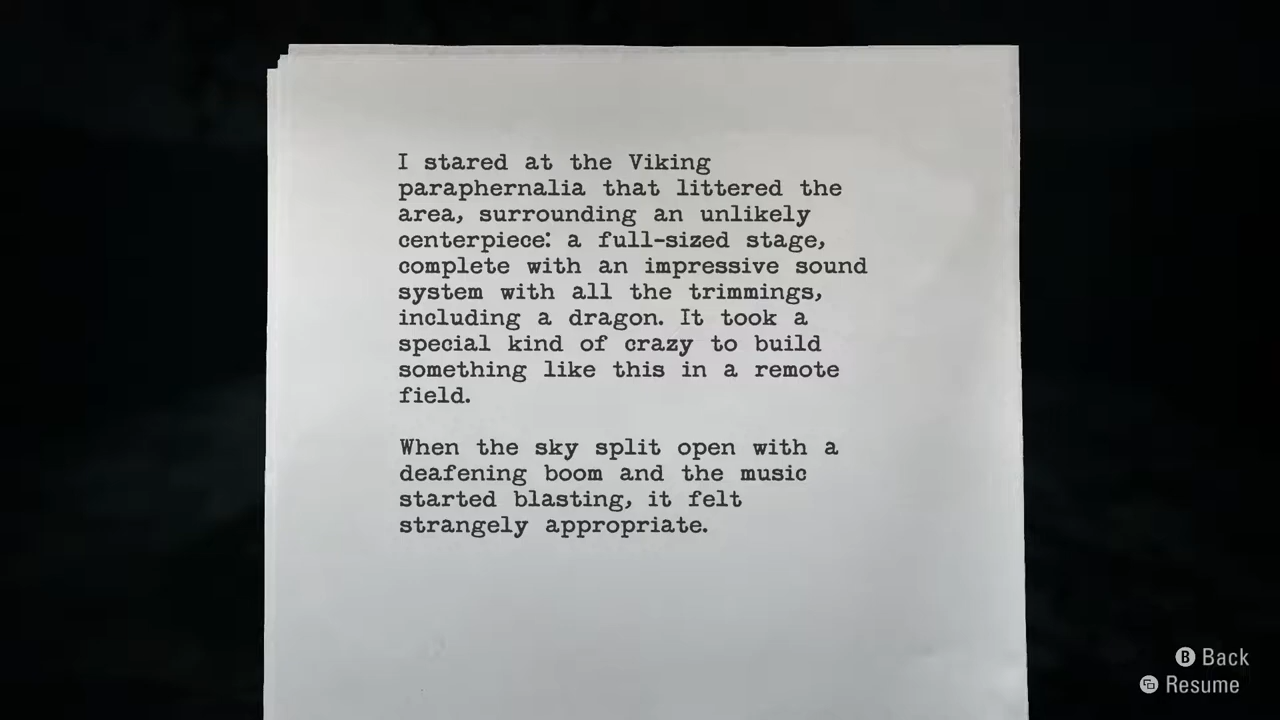 I stared at the Viking
paraphernalia that littered the
area, surrounding an unlikely
centerpiece: a full-sized stage,
complete with an impressive sound
system with all the trimmings,
including a dragon. It took a
special kind of crazy to build
something like this in a remote
field.
When the sky split open with a
deafening boom and the music
started blasting, it felt
strangely appropriate.
B Back
Resume